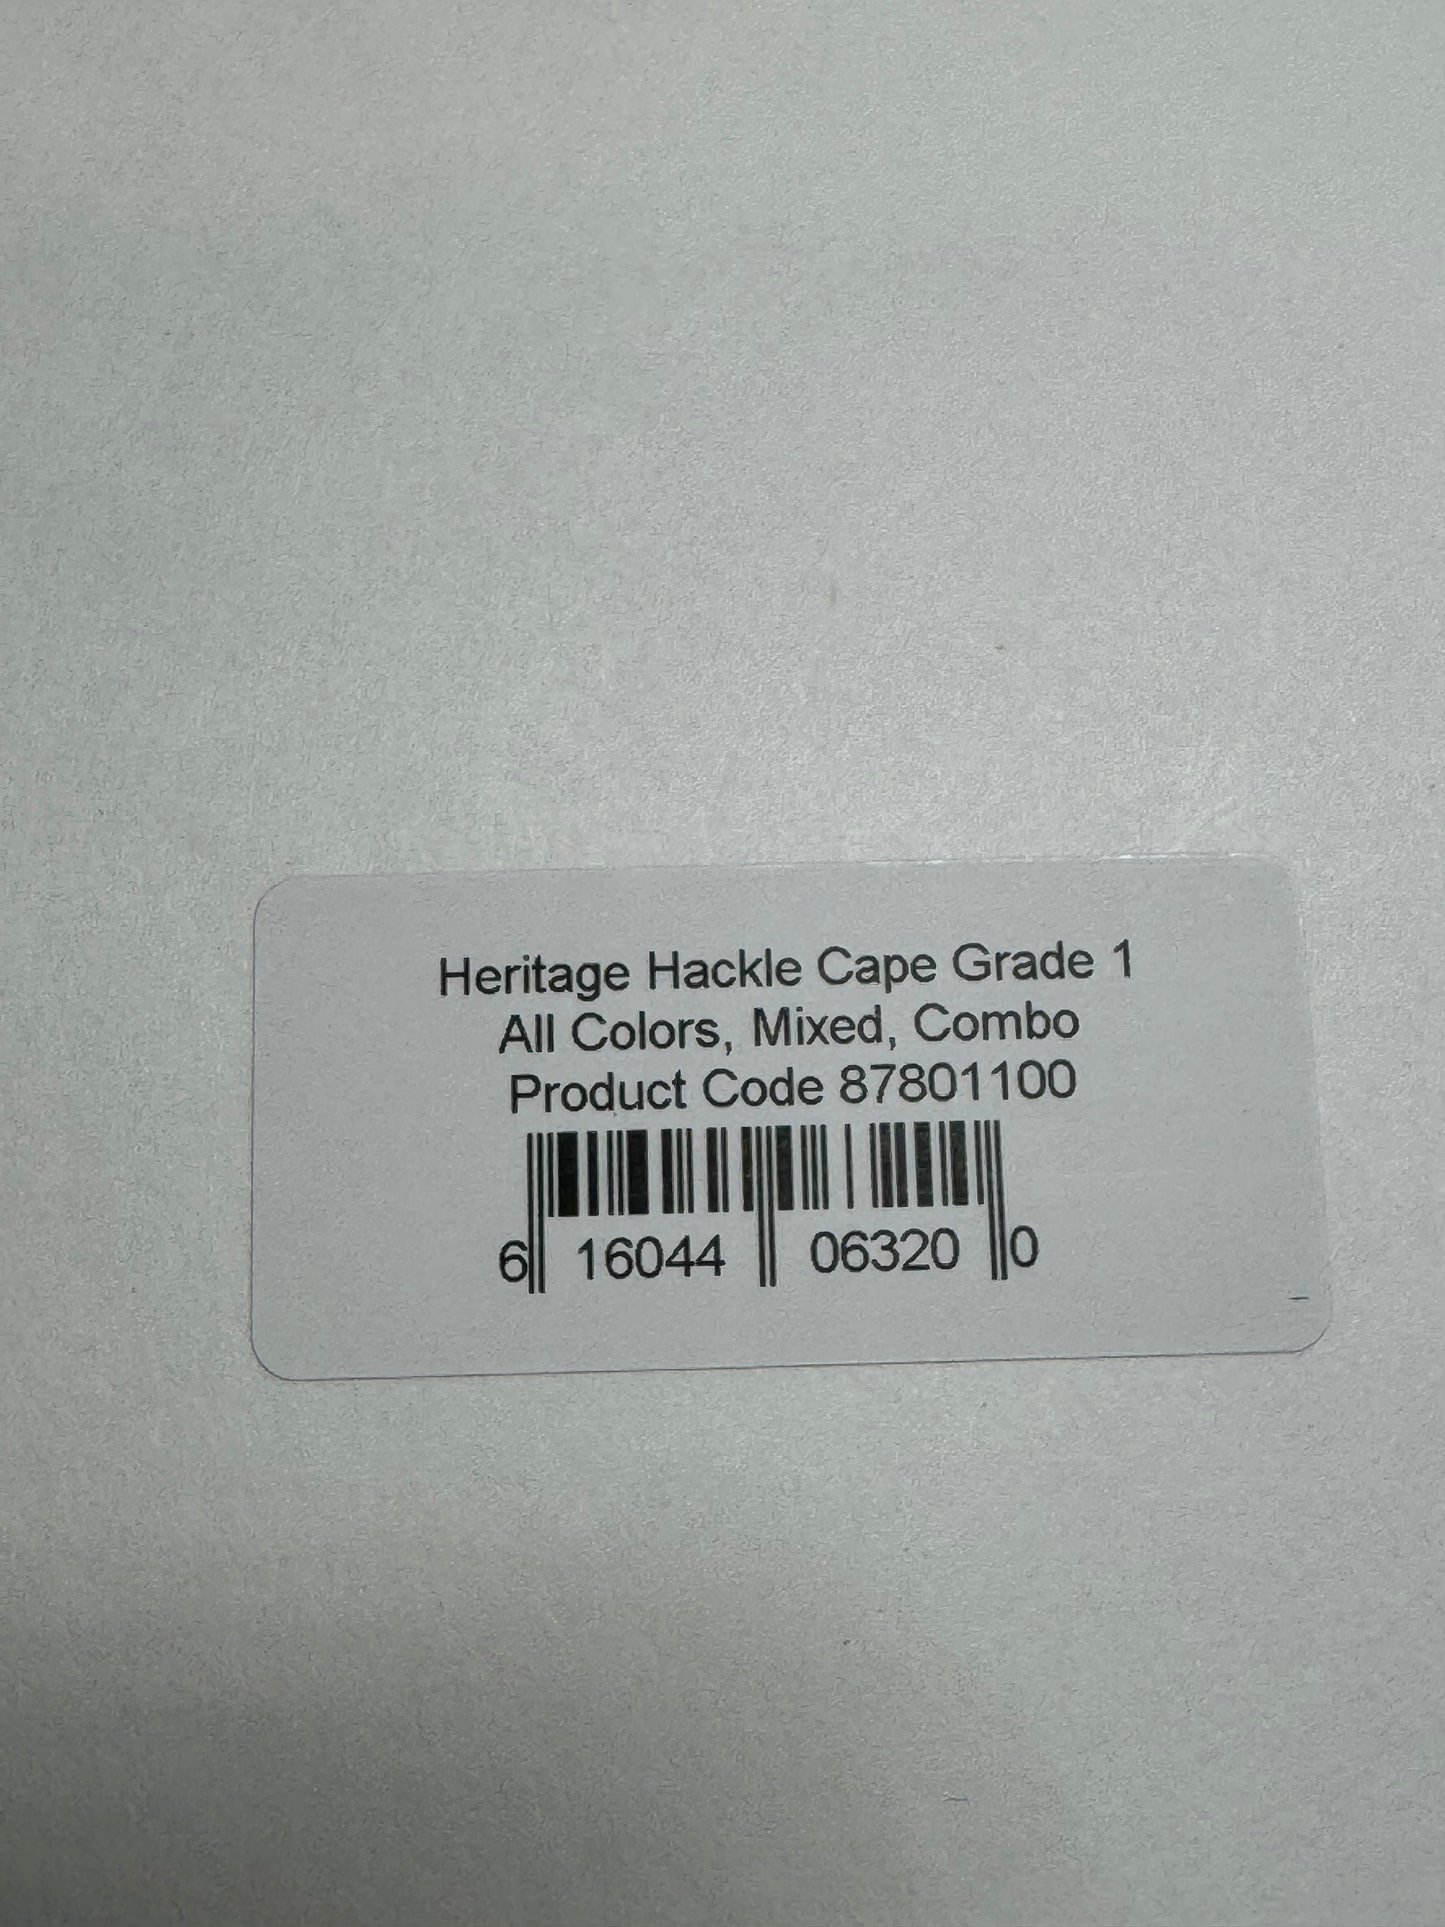 Heritage Hackle Cape Grade 1
All Colors, Mixed, Combo
Product Code 87801100
6 16044 06320 0